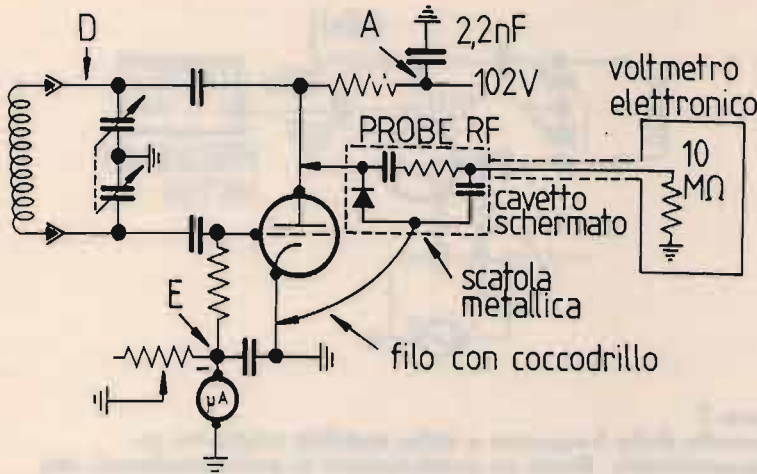 D
A
2,2nF
102V
voltmetro
elettronico
PROBE RF
10
MΩ
cavetto
schermato
scatola
metallica
E
filo con coccodrillo
-
μA